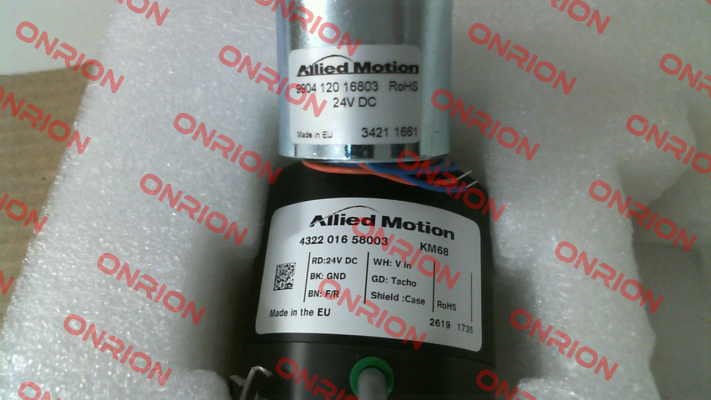 Allied Motion
9904 120 16803 RoHS
24V DC
Made in EU 3421 1661
Allied Motion
4322 016 58003 KM68
RD:24V DC WH: V in
BK: GND GD: Tacho
BN: F/R Shield :Case RoHS
Made in the EU 2619 1735
ONRION